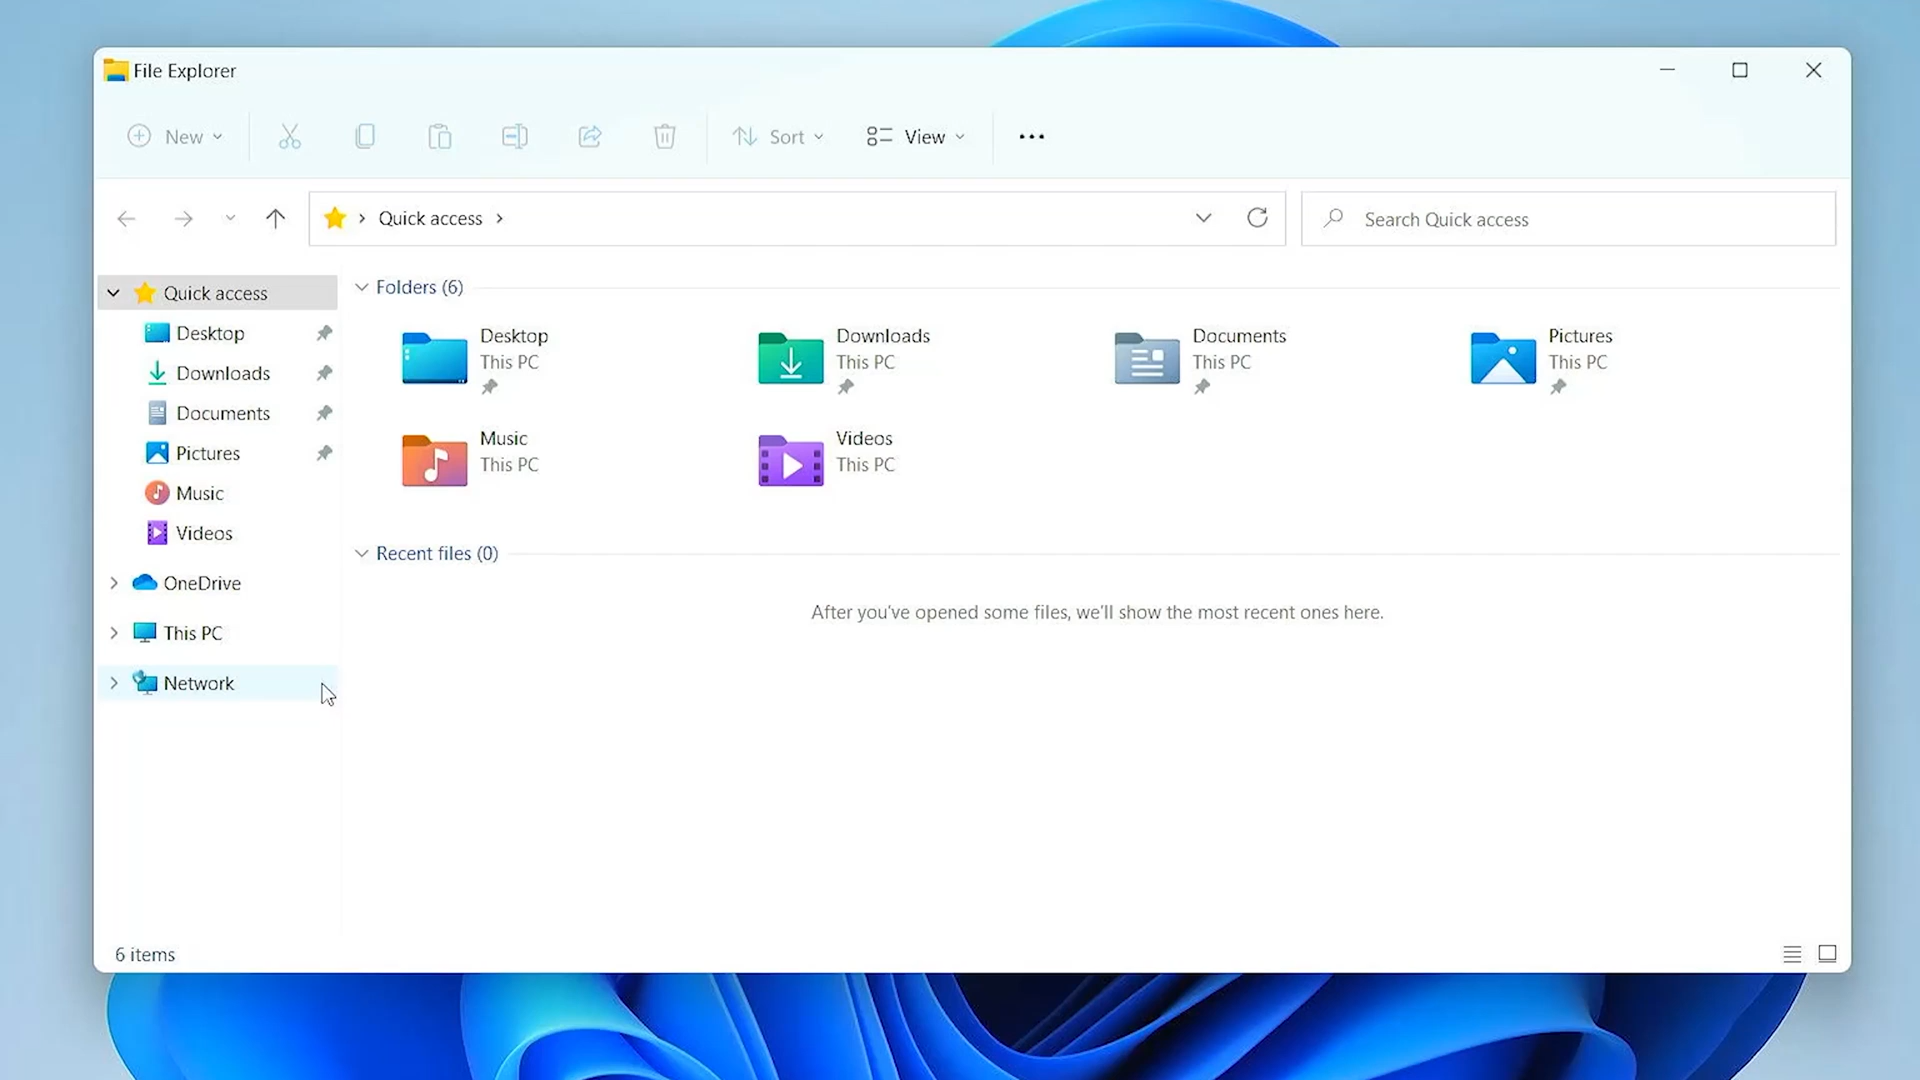 File Explorer
New
Sort
View
Quick access
Search Quick access
Quick access
Desktop
Downloads
Documents
Pictures
Music
Videos
OneDrive
This PC
Network
Folders (6)
Desktop
This PC
Downloads
This PC
Documents
This PC
Pictures
This PC
Music
This PC
Videos
This PC
Recent files (0)
After you've opened some files, we'll show the most recent ones here.
6 items